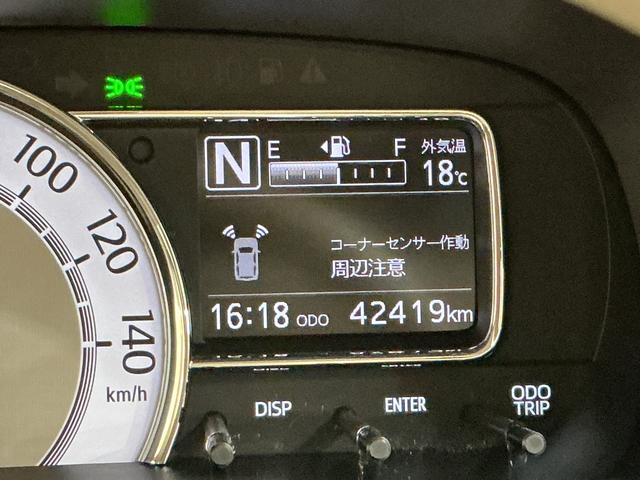 100
120
140
km/h
N
E
F
外気温
18℃
コーナーセンサー作動
周辺注意
16:18 ODO 42419km
DISP
ENTER
ODO
TRIP